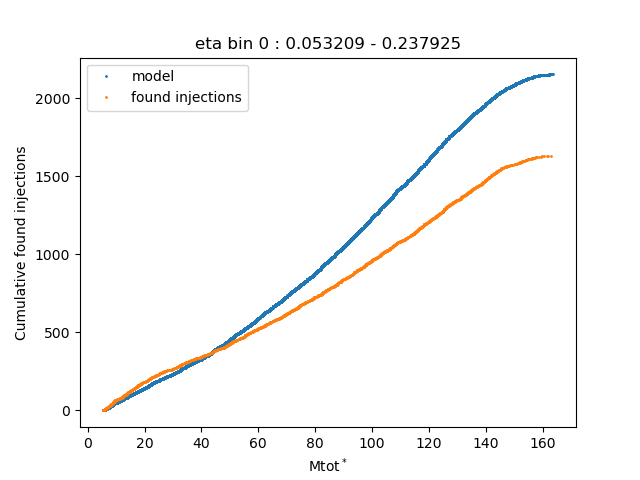 eta bin 0 : 0.053209 - 0.237925
model
found injections
Cumulative found injections
2000
1500
1000
500
0
0 20 40 60 80 100 120 140 160
Mtot*